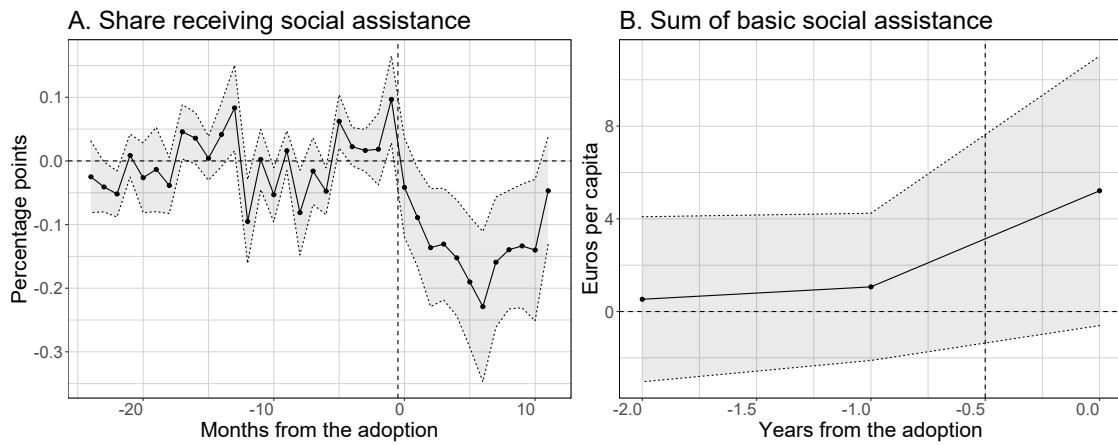 A. Share receiving social assistance
Percentage points
0.1
0.0
-0.1
-0.2
-0.3
-20
-10
0
10
Months from the adoption
B. Sum of basic social assistance
Euros per capita
8
4
0
-2.0
-1.5
-1.0
-0.5
0.0
Years from the adoption